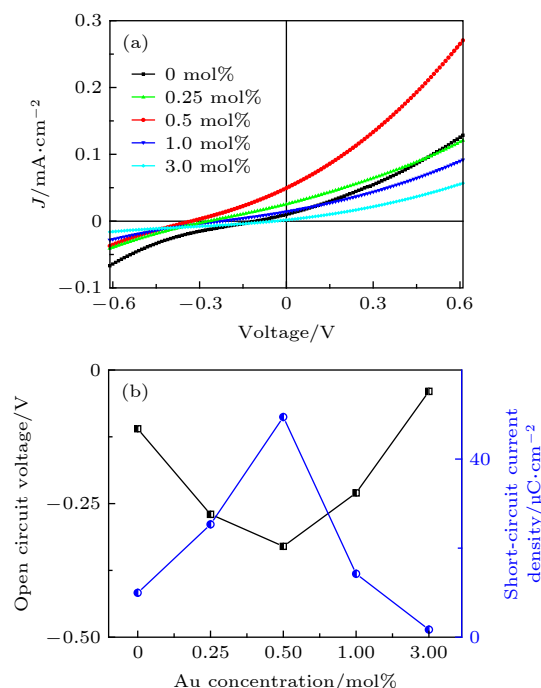 0.3
(a)
0 mol%
0.25 mol%
0.5 mol%
1.0 mol%
3.0 mol%
0.2
0.1
0
−0.1
J/mA·cm−2
−0.6
−0.3
0
0.3
0.6
Voltage/V
0
(b)
−0.25
−0.50
Open circuit voltage/V
40
0
Short-circuit current
density/μC·cm−2
0
0.25
0.50
1.00
3.00
Au concentration/mol%